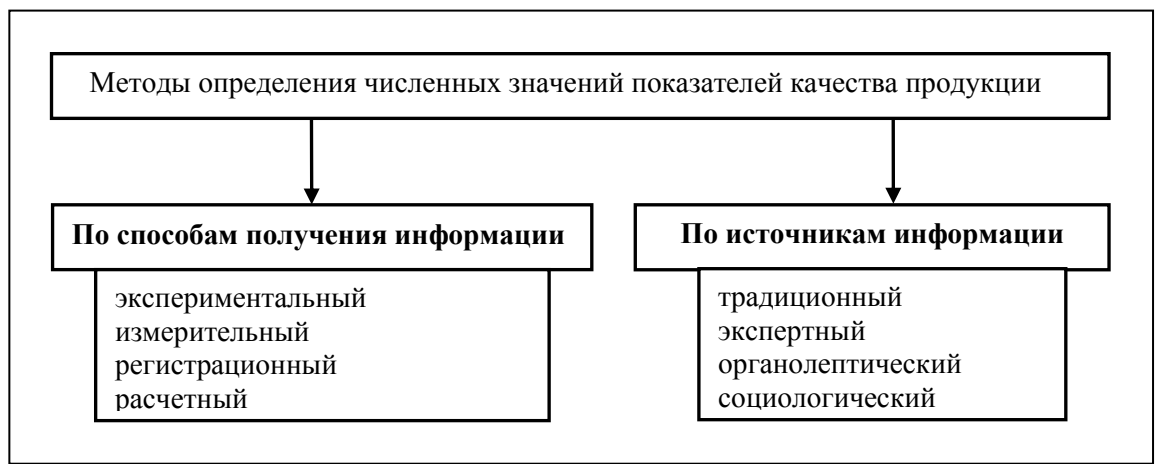 Методы определения численных значений показателей качества продукции
По способам получения информации
экспериментальный
измерительный
регистрационный
расчетный
По источникам информации
традиционный
экспертный
органолептический
социологический